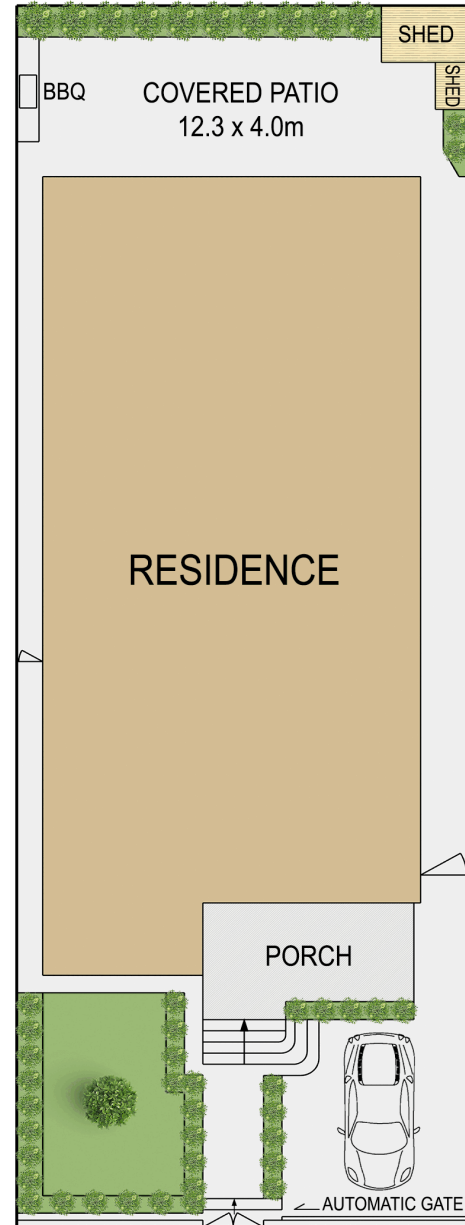 SHED
SHED
BBQ
COVERED PATIO
12.3 x 4.0m
RESIDENCE
PORCH
AUTOMATIC GATE